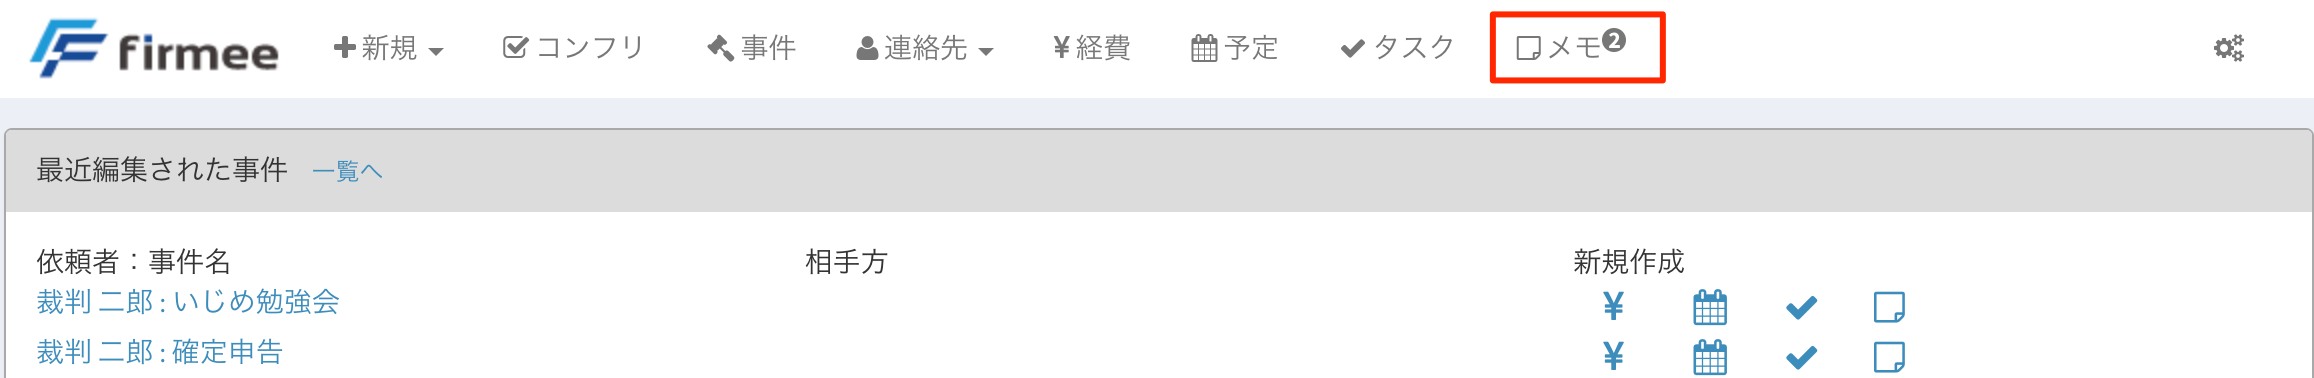 firmee 新規 コンフリ 事件 連絡先 ¥経費 予定 タスク メモ2
最近編集された事件 一覧へ
依頼者：事件名 相手方 新規作成
裁判 二郎 : いじめ勉強会 ¥
裁判 二郎 : 確定申告 ¥